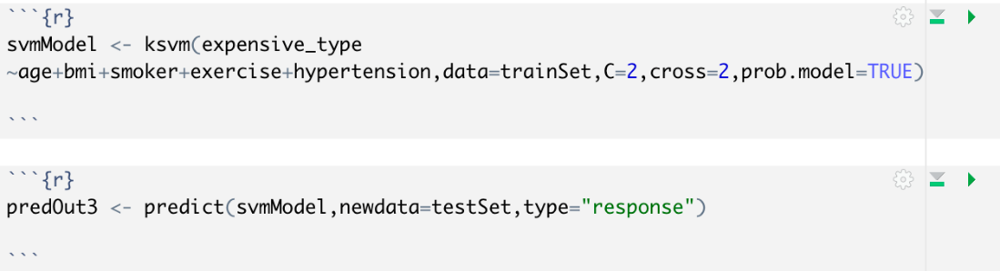 ```{r}
svmModel <- ksvm(expensive_type
~age+bmi+smoker+exercise+hypertension,data=trainSet,C=2,cross=2,prob.model=TRUE)
```
```{r}
predOut3 <- predict(svmModel,newdata=testSet,type="response")
```